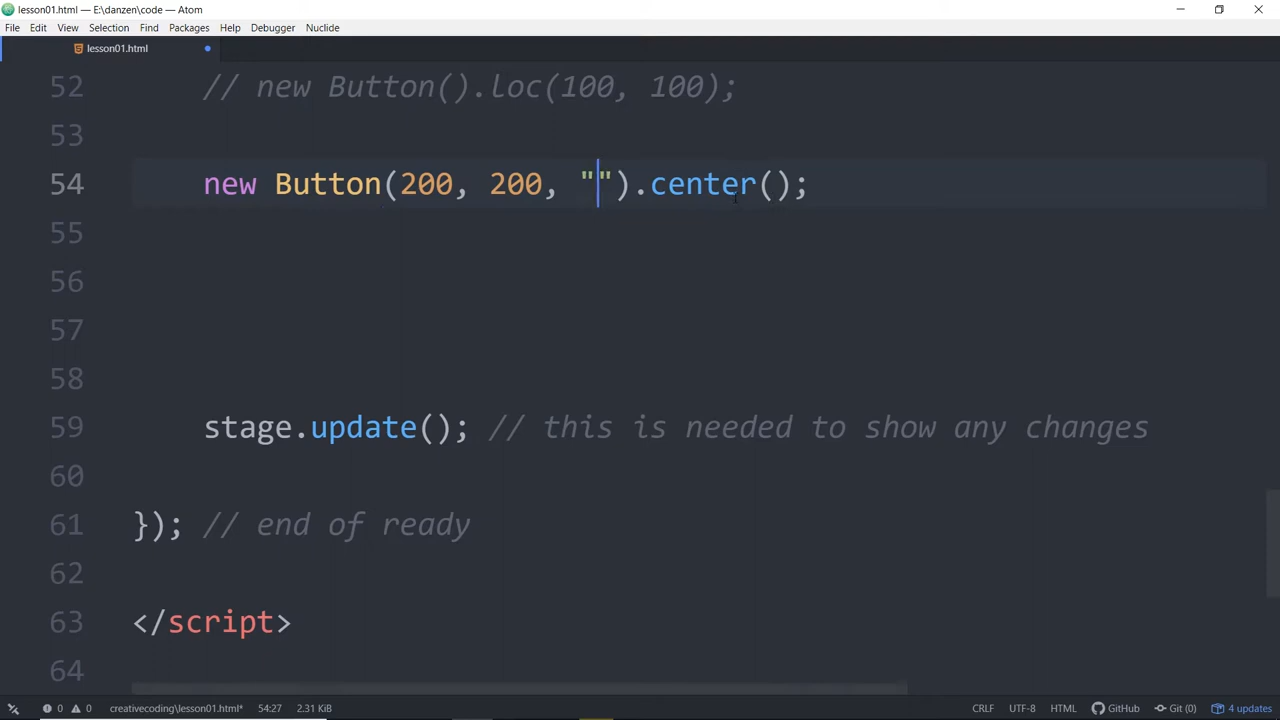 lesson01.html — E:\danzen\code — Atom
File Edit View Selection Find Packages Help Debugger Nuclide
lesson01.html
52 // new Button().loc(100, 100);
53
54 new Button(200, 200, "").center();
55
56
57
58
59 stage.update(); // this is needed to show any changes
60
61 }); // end of ready
62
63 </script>
64
0 0 creativecoding\lesson01.html* 54:27 2.31 KiB CRLF UTF-8 HTML GitHub Git (0) 4 updates